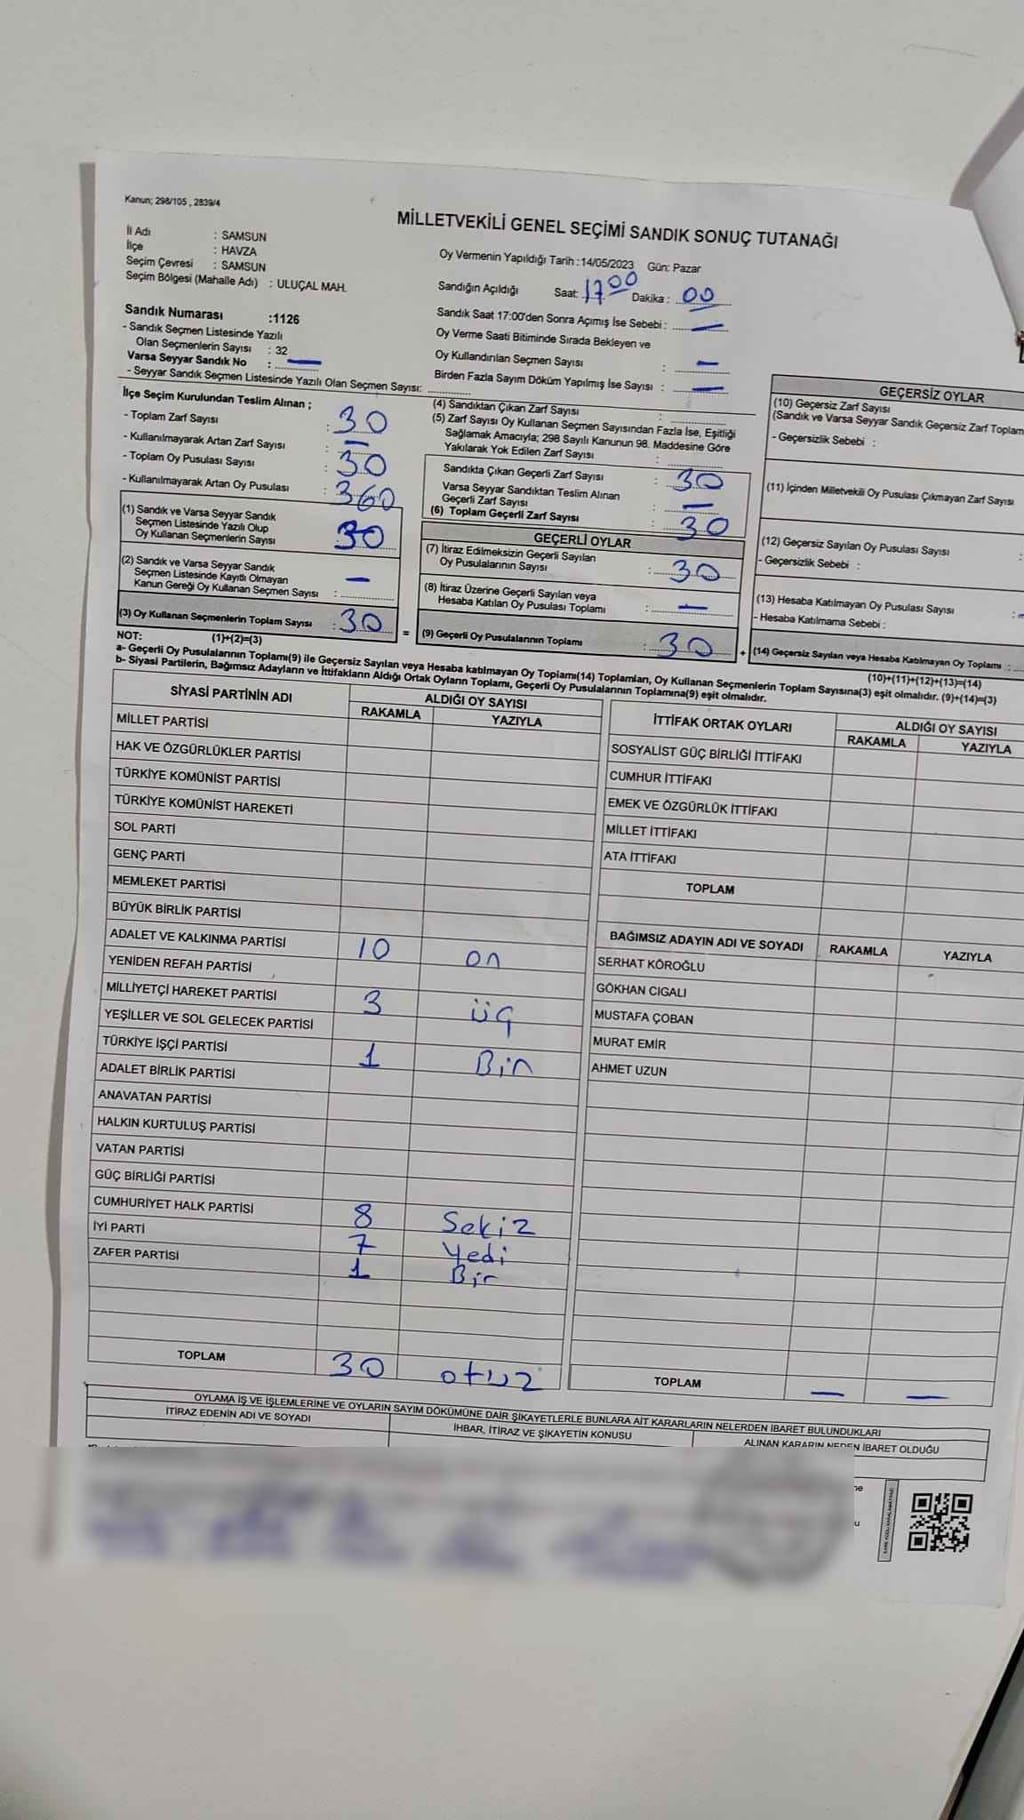 Kanun; 298/105 , 2839/4
MİLLETVEKİLİ GENEL SEÇİMİ SANDIK SONUÇ TUTANAĞI
İl Adı : SAMSUN
İlçe : HAVZA
Seçim Çevresi : SAMSUN
Seçim Bölgesi (Mahalle Adı) : ULUÇAL MAH.
Oy Vermenin Yapıldığı Tarih :14/05/2023 Gün: Pazar
Sandığın Açıldığı Saat: 1700 Dakika : 00
Sandık Numarası :1126
- Sandık Seçmen Listesinde Yazılı
Olan Seçmenlerin Sayısı : 32
Varsa Seyyar Sandık No : —
- Seyyar Sandık Seçmen Listesinde Yazılı Olan Seçmen Sayısı:
Sandık Saat 17:00'den Sonra Açımış İse Sebebi : —
Oy Verme Saati Bitiminde Sırada Bekleyen ve
Oy Kullandırılan Seçmen Sayısı : —
Birden Fazla Sayım Döküm Yapılmış İse Sayısı : —
İlçe Seçim Kurulundan Teslim Alınan ;
- Toplam Zarf Sayısı : 30
- Kullanılmayarak Artan Zarf Sayısı : —
- Toplam Oy Pusulası Sayısı : 30
- Kullanılmayarak Artan Oy Pusulası : 360
(1) Sandık ve Varsa Seyyar Sandık
Seçmen Listesinde Yazılı Olup
Oy Kullanan Seçmenlerin Sayısı 30
(2) Sandık ve Varsa Seyyar Sandık
Seçmen Listesinde Kayıtlı Olmayan
Kanun Gereği Oy Kullanan Seçmen Sayısı : —
(3) Oy Kullanan Seçmenlerin Toplam Sayısı : 30
(1)+(2)=(3)
(4) Sandıktan Çıkan Zarf Sayısı :
(5) Zarf Sayısı Oy Kullanan Seçmen Sayısından Fazla İse, Eşitliği
Sağlamak Amacıyla; 298 Sayılı Kanunun 98. Maddesine Göre
Yakılarak Yok Edilen Zarf Sayısı :
Sandıkta Çıkan Geçerli Zarf Sayısı : 30
Varsa Seyyar Sandıktan Teslim Alınan
Geçerli Zarf Sayısı : —
(6) Toplam Geçerli Zarf Sayısı : 30
GEÇERLİ OYLAR
(7) İtiraz Edilmeksizin Geçerli Sayılan
Oy Pusulalarının Sayısı : 30
(8) İtiraz Üzerine Geçerli Sayılan veya
Hesaba Katılan Oy Pusulası Toplamı : —
= (9) Geçerli Oy Pusulalarının Toplamı : 30
GEÇERSİZ OYLAR
(10) Geçersiz Zarf Sayısı
(Sandık ve Varsa Seyyar Sandık Geçersiz Zarf Toplam
- Geçersizlik Sebebi :
(11) İçinden Milletvekili Oy Pusulası Çıkmayan Zarf Sayısı
(12) Geçersiz Sayılan Oy Pusulası Sayısı :
- Geçersizlik Sebebi :
(13) Hesaba Katılmayan Oy Pusulası Sayısı :
- Hesaba Katılmama Sebebi :
+ (14) Geçersiz Sayılan veya Hesaba Katılmayan Oy Toplamı :
(10)+(11)+(12)+(13)=(14)
NOT:
a- Geçerli Oy Pusulalarının Toplamı(9) ile Geçersiz Sayılan veya Hesaba katılmayan Oy Toplamı(14) Toplamları, Oy Kullanan Seçmenlerin Toplam Sayısına(3) eşit olmalıdır. (9)+(14)=(3)
b- Siyasi Partilerin, Bağımsız Adayların ve İttifakların Aldığı Ortak Oyların Toplamı, Geçerli Oy Pusulalarının Toplamına(9) eşit olmalıdır.
SİYASİ PARTİNİN ADI ALDIĞI OY SAYISI
RAKAMLA YAZIYLA
MİLLET PARTİSİ
HAK VE ÖZGÜRLÜKLER PARTİSİ
TÜRKİYE KOMÜNİST PARTİSİ
TÜRKİYE KOMÜNİST HAREKETİ
SOL PARTİ
GENÇ PARTİ
MEMLEKET PARTİSİ
BÜYÜK BİRLİK PARTİSİ
ADALET VE KALKINMA PARTİSİ 10 on
YENİDEN REFAH PARTİSİ
MİLLİYETÇİ HAREKET PARTİSİ 3 üç
YEŞİLLER VE SOL GELECEK PARTİSİ
TÜRKİYE İŞÇİ PARTİSİ 1 Bir
ADALET BİRLİK PARTİSİ
ANAVATAN PARTİSİ
HALKIN KURTULUŞ PARTİSİ
VATAN PARTİSİ
GÜÇ BİRLİĞİ PARTİSİ
CUMHURİYET HALK PARTİSİ 8 Sekiz
İYİ PARTİ 7 Yedi
ZAFER PARTİSİ 1 Bir
TOPLAM 30 otuz
İTTİFAK ORTAK OYLARI ALDIĞI OY SAYISI
RAKAMLA YAZIYLA
SOSYALİST GÜÇ BİRLİĞİ İTTİFAKI
CUMHUR İTTİFAKI
EMEK VE ÖZGÜRLÜK İTTİFAKI
MİLLET İTTİFAKI
ATA İTTİFAKI
TOPLAM
BAĞIMSIZ ADAYIN ADI VE SOYADI RAKAMLA YAZIYLA
SERHAT KÖROĞLU
GÖKHAN CIGALI
MUSTAFA ÇOBAN
MURAT EMİR
AHMET UZUN
TOPLAM — —
OYLAMA İŞ VE İŞLEMLERİNE VE OYLARIN SAYIM DÖKÜMÜNE DAİR ŞİKAYETLERLE BUNLARA AİT KARARLARIN NELERDEN İBARET BULUNDUKLARI
İTİRAZ EDENİN ADI VE SOYADI İHBAR, İTİRAZ VE ŞİKAYETİN KONUSU ALINAN KARARIN NEDEN İBARET OLDUĞU